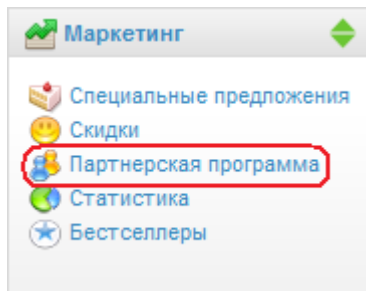 Маркетинг
Специальные предложения
Скидки
Партнерская программа
Статистика
Бестселлеры